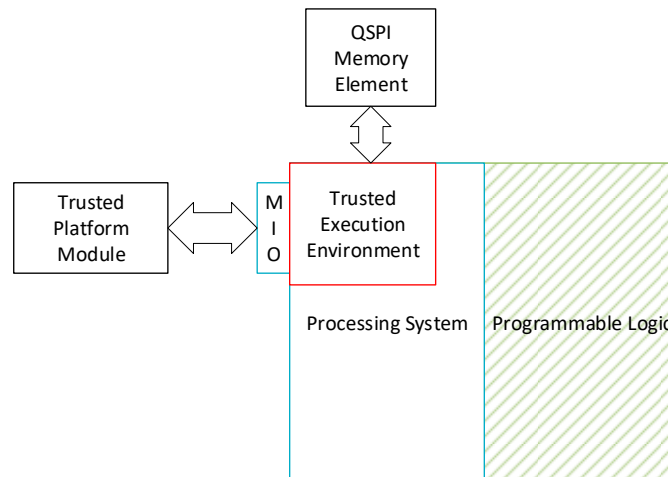 QSPI
Memory
Element
Trusted
Platform
Module
M
I
O
Trusted
Execution
Environment
Processing System
Programmable Logic